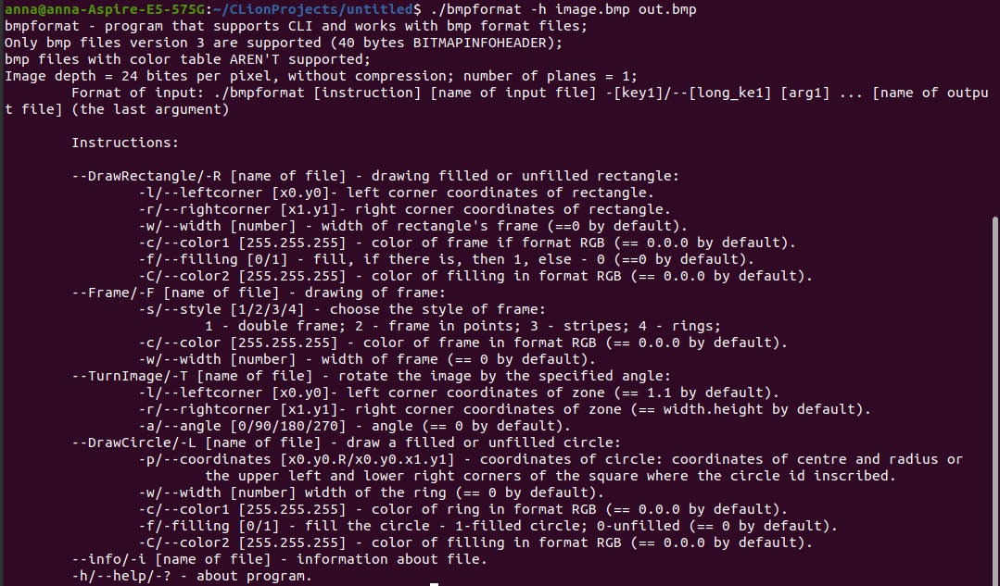 anna@anna-Aspire-E5-575G:~/CLionProjects/untitled$ ./bmpformat -h image.bmp out.bmp
bmpformat - program that supports CLI and works with bmp format files;
Only bmp files version 3 are supported (40 bytes BITMAPINFOHEADER);
bmp files with color table AREN'T supported;
Image depth = 24 bites per pixel, without compression; number of planes = 1;
Format of input: ./bmpformat [instruction] [name of input file] -[key1]/--[long_ke1] [arg1] ... [name of outpu
t file] (the last argument)
Instructions:
--DrawRectangle/-R [name of file] - drawing filled or unfilled rectangle:
-l/--leftcorner [x0.y0]- left corner coordinates of rectangle.
-r/--rightcorner [x1.y1]- right corner coordinates of rectangle.
-w/--width [number] - width of rectangle's frame (==0 by default).
-c/--color1 [255.255.255] - color of frame if format RGB (== 0.0.0 by default).
-f/--filling [0/1] - fill, if there is, then 1, else - 0 (==0 by default).
-C/--color2 [255.255.255] - color of filling in format RGB (== 0.0.0 by default).
--Frame/-F [name of file] - drawing of frame:
-s/--style [1/2/3/4] - choose the style of frame:
1 - double frame; 2 - frame in points; 3 - stripes; 4 - rings;
-c/--color [255.255.255] - color of frame in format RGB (== 0.0.0 by default).
-w/--width [number] - width of frame (== 0 by default).
--TurnImage/-T [name of file] - rotate the image by the specified angle:
-l/--leftcorner [x0.y0]- left corner coordinates of zone (== 1.1 by default).
-r/--rightcorner [x1.y1]- right corner coordinates of zone (== width.height by default).
-a/--angle [0/90/180/270] - angle (== 0 by default).
--DrawCircle/-L [name of file] - draw a filled or unfilled circle:
-p/--coordinates [x0.y0.R/x0.y0.x1.y1] - coordinates of circle: coordinates of centre and radius or
the upper left and lower right corners of the square where the circle id inscribed.
-w/--width [number] width of the ring (== 0 by default).
-c/--color1 [255.255.255] - color of ring in format RGB (== 0.0.0 by default).
-f/-filling [0/1] - fill the circle - 1-filled circle; 0-unfilled (== 0 by default).
-C/--color2 [255.255.255] - color of filling in format RGB (== 0.0.0 by default).
--info/-i [name of file] - information about file.
-h/--help/-? - about program.